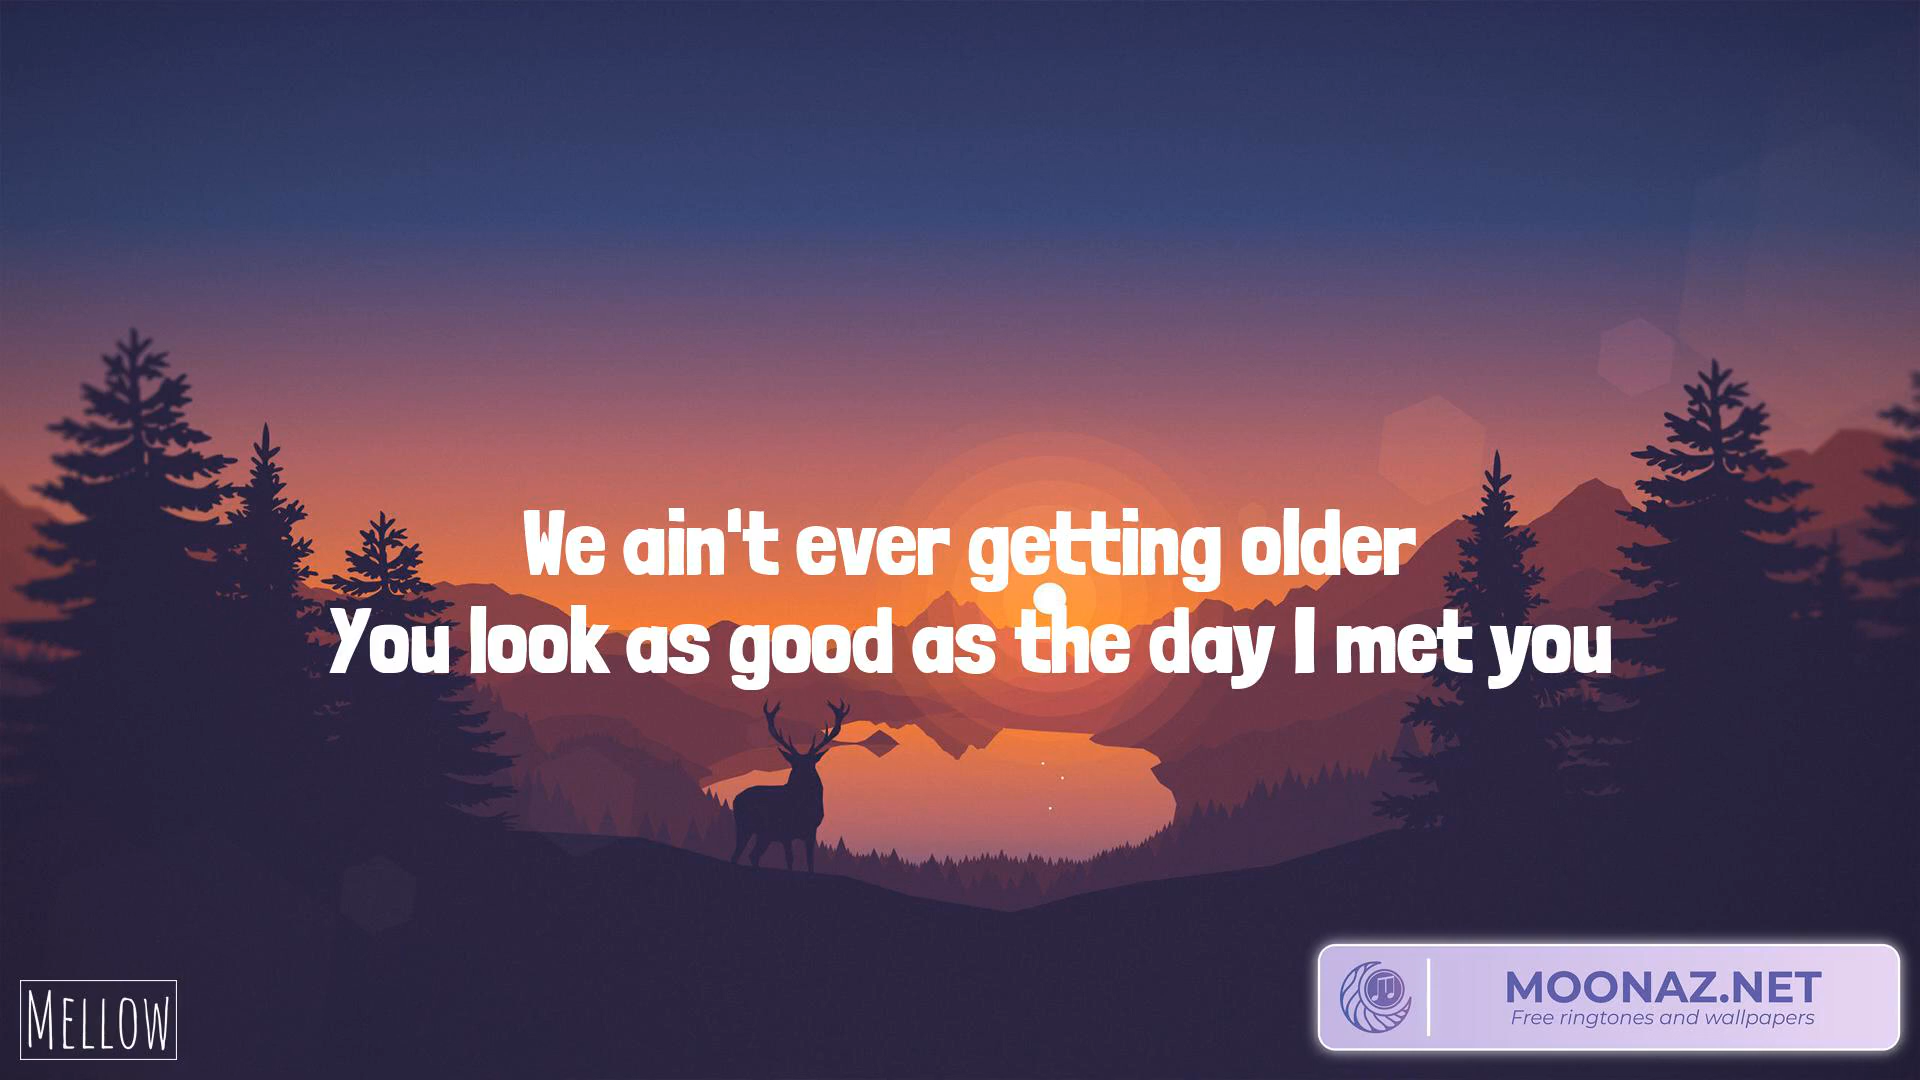 We ain't ever getting older
You look as good as the day I met you
MELLOW
MOONAZ.NET
Free ringtones and wallpapers